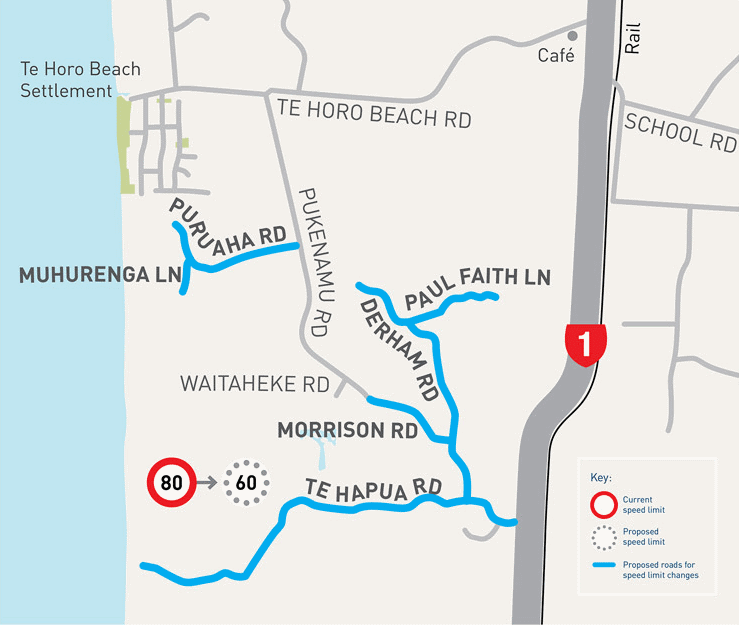 Rail
Café
Te Horo Beach
Settlement
TE HORO BEACH RD
SCHOOL RD
PURUAHA RD
PUKENAMU RD
MUHURENGA LN
PAUL FAITH LN
DERHAM RD
1
WAITAHEKE RD
MORRISON RD
80
60
TE HAPUA RD
Key:
Current
speed limit
Proposed
speed limit
Proposed roads for
speed limit changes